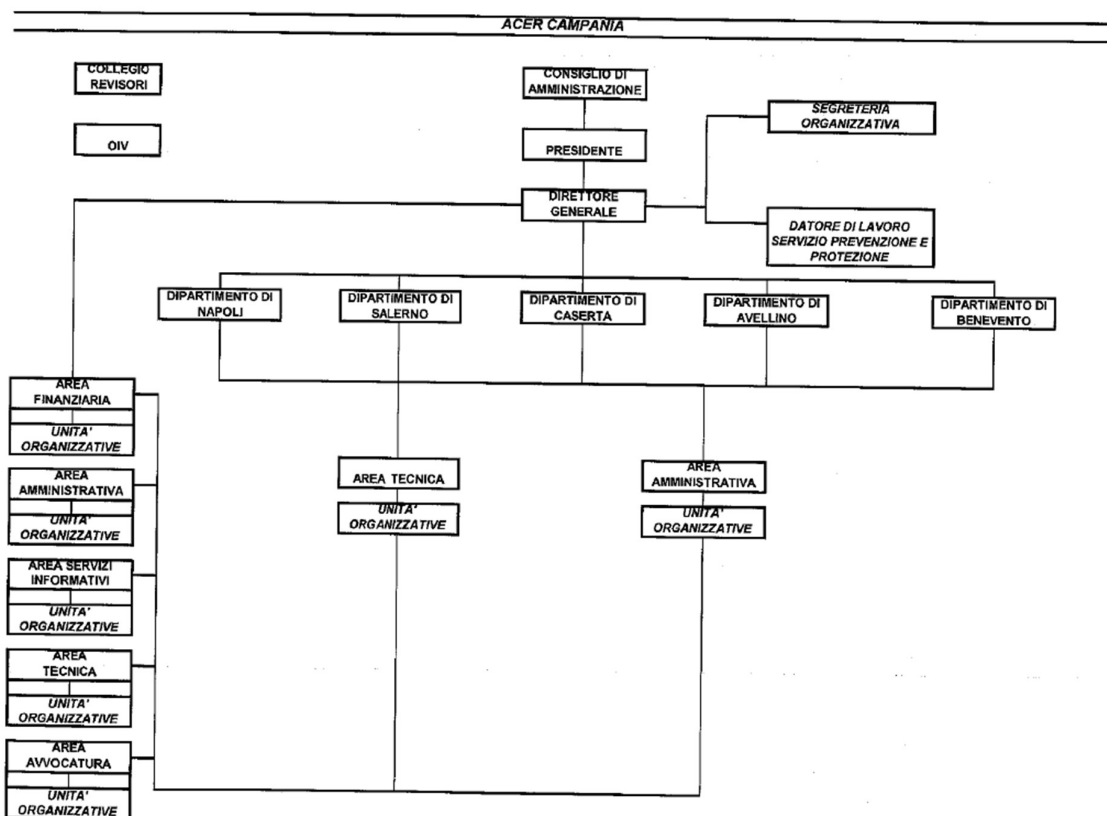 ACER CAMPANIA
COLLEGIO
REVISORI
CONSIGLIO DI
AMMINISTRAZIONE
SEGRETERIA
ORGANIZZATIVA
OIV
PRESIDENTE
DIRETTORE
GENERALE
DATORE DI LAVORO
SERVIZIO PREVENZIONE E
PROTEZIONE
DIPARTIMENTO DI
NAPOLI
DIPARTIMENTO DI
SALERNO
DIPARTIMENTO DI
CASERTA
DIPARTIMENTO DI
AVELLINO
DIPARTIMENTO DI
BENEVENTO
AREA
FINANZIARIA
UNITA'
ORGANIZZATIVE
AREA
AMMINISTRATIVA
UNITA'
ORGANIZZATIVE
AREA SERVIZI
INFORMATIVI
UNITA'
ORGANIZZATIVE
AREA
TECNICA
UNITA'
ORGANIZZATIVE
AREA
AVVOCATURA
UNITA'
ORGANIZZATIVE
AREA TECNICA
UNITA'
ORGANIZZATIVE
AREA
AMMINISTRATIVA
UNITA'
ORGANIZZATIVE